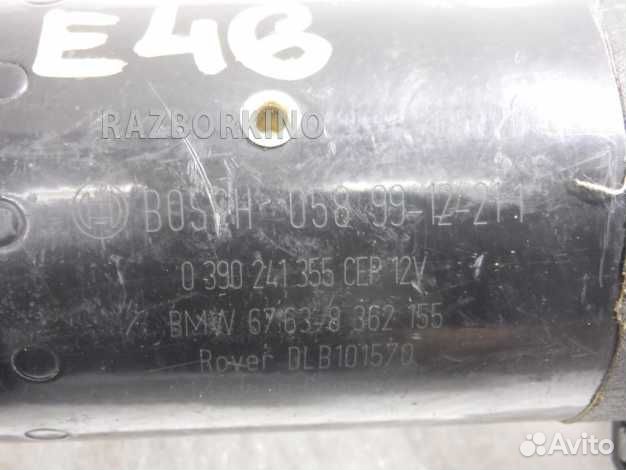 E46
RAZBORKINO
BOSCH 058 99-12-211
0 390 241 355 CEP 12V
BMW 67.63-8 362 155
Rover DLB101570
Avito